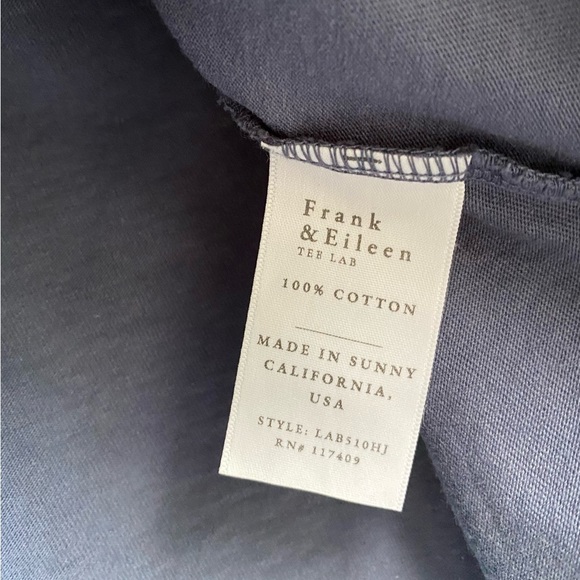 Frank
& Eileen
TEE LAB
100% COTTON
MADE IN SUNNY
CALIFORNIA,
USA
STYLE: LAB510HJ
RN# 117409